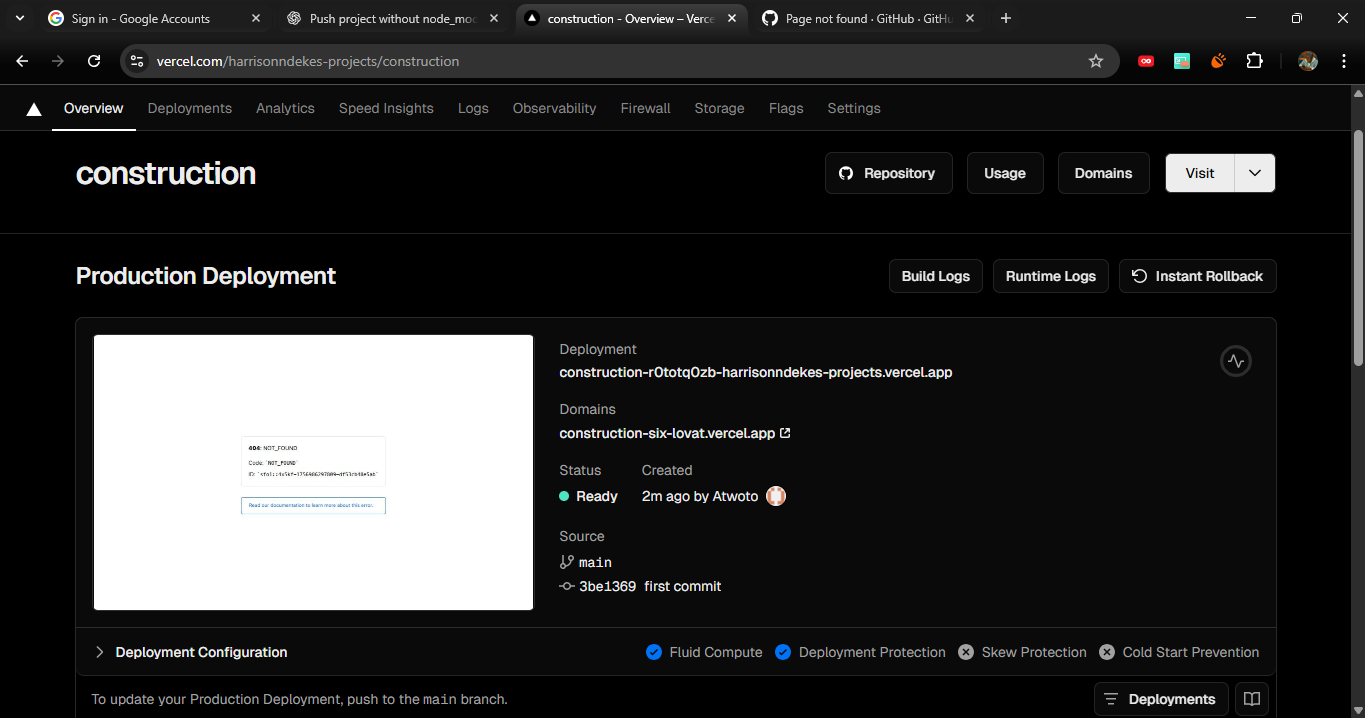 Sign in - Google Accounts
Push project without node_mod
construction - Overview – Verce
Page not found · GitHub · GitHu
vercel.com/harrisonndekes-projects/construction
Overview
Deployments
Analytics
Speed Insights
Logs
Observability
Firewall
Storage
Flags
Settings
construction
Repository
Usage
Domains
Visit
Production Deployment
Build Logs
Runtime Logs
Instant Rollback
404: NOT_FOUND
Code: `NOT_FOUND`
Read our documentation to learn more about this error.
Deployment
construction-r0totq0zb-harrisonndekes-projects.vercel.app
Domains
construction-six-lovat.vercel.app
Status
Created
Ready
2m ago by Atwoto
Source
main
3be1369 first commit
Deployment Configuration
Fluid Compute
Deployment Protection
Skew Protection
Cold Start Prevention
To update your Production Deployment, push to the main branch.
Deployments